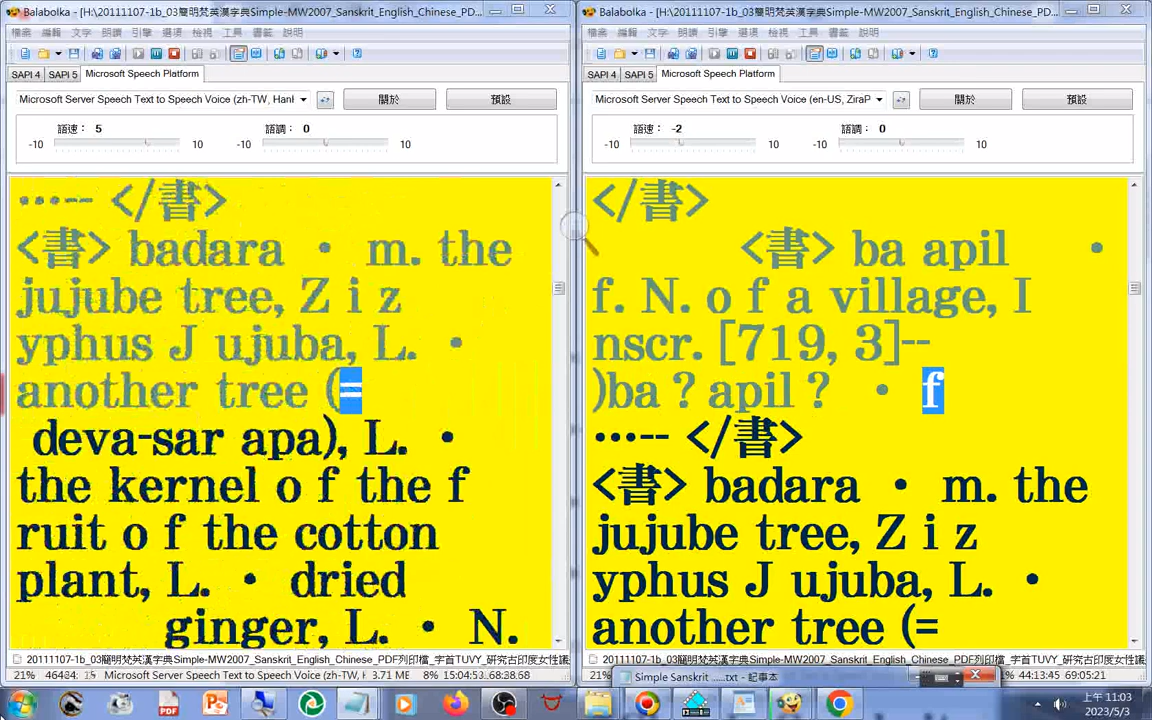 Balabolka - [H:\20111107-1b_03簡明梵英漢字典Simple-MW2007_Sanskrit_English_Chinese_PD...
檔案 編輯 文字 朗讀 引擎 選項 檢視 工具 書籤 說明
SAPI 4 SAPI 5 Microsoft Speech Platform
Microsoft Server Speech Text to Speech Voice (zh-TW, HanI
關於
預設
語速： 5
語調： 0
-10 10 -10 10
…-- </書>
<書> badara • m. the
jujube tree, Z i z
yphus J ujuba, L. •
another tree (=
deva-sar apa), L. •
the kernel o f the f
ruit o f the cotton
plant, L. • dried
ginger, L. • N.
20111107-1b_03簡明梵英漢字典Simple-MW2007_Sanskrit_English_Chinese_PDF列印檔_字首TUVY_研究古印度女性議
21% Microsoft Server Speech Text to Speech Voice (zh-TW, H 3.71 ME 8% 15:04:53
Balabolka - [H:\20111107-1b_03簡明梵英漢字典Simple-MW2007_Sanskrit_English_Chinese_PD...
檔案 編輯 文字 朗讀 引擎 選項 檢視 工具 書籤 說明
SAPI 4 SAPI 5 Microsoft Speech Platform
Microsoft Server Speech Text to Speech Voice (en-US, ZiraP
關於
預設
語速： -2
語調： 0
-10 10 -10 10
</書>
<書> ba apil •
f. N. o f a village, I
nscr. [719, 3]--
)ba ? apil ? • f
…-- </書>
<書> badara • m. the
jujube tree, Z i z
yphus J ujuba, L. •
another tree (=
20111107-1b_03簡明梵英漢字典Simple-MW2007_Sanskrit_English_Chinese_PDF列印檔_字首TUVY_研究古印度女性議
21% 44:13:45 69:05:21
Simple Sanskrit ......txt - 記事本
上午 11:03
2023/5/3